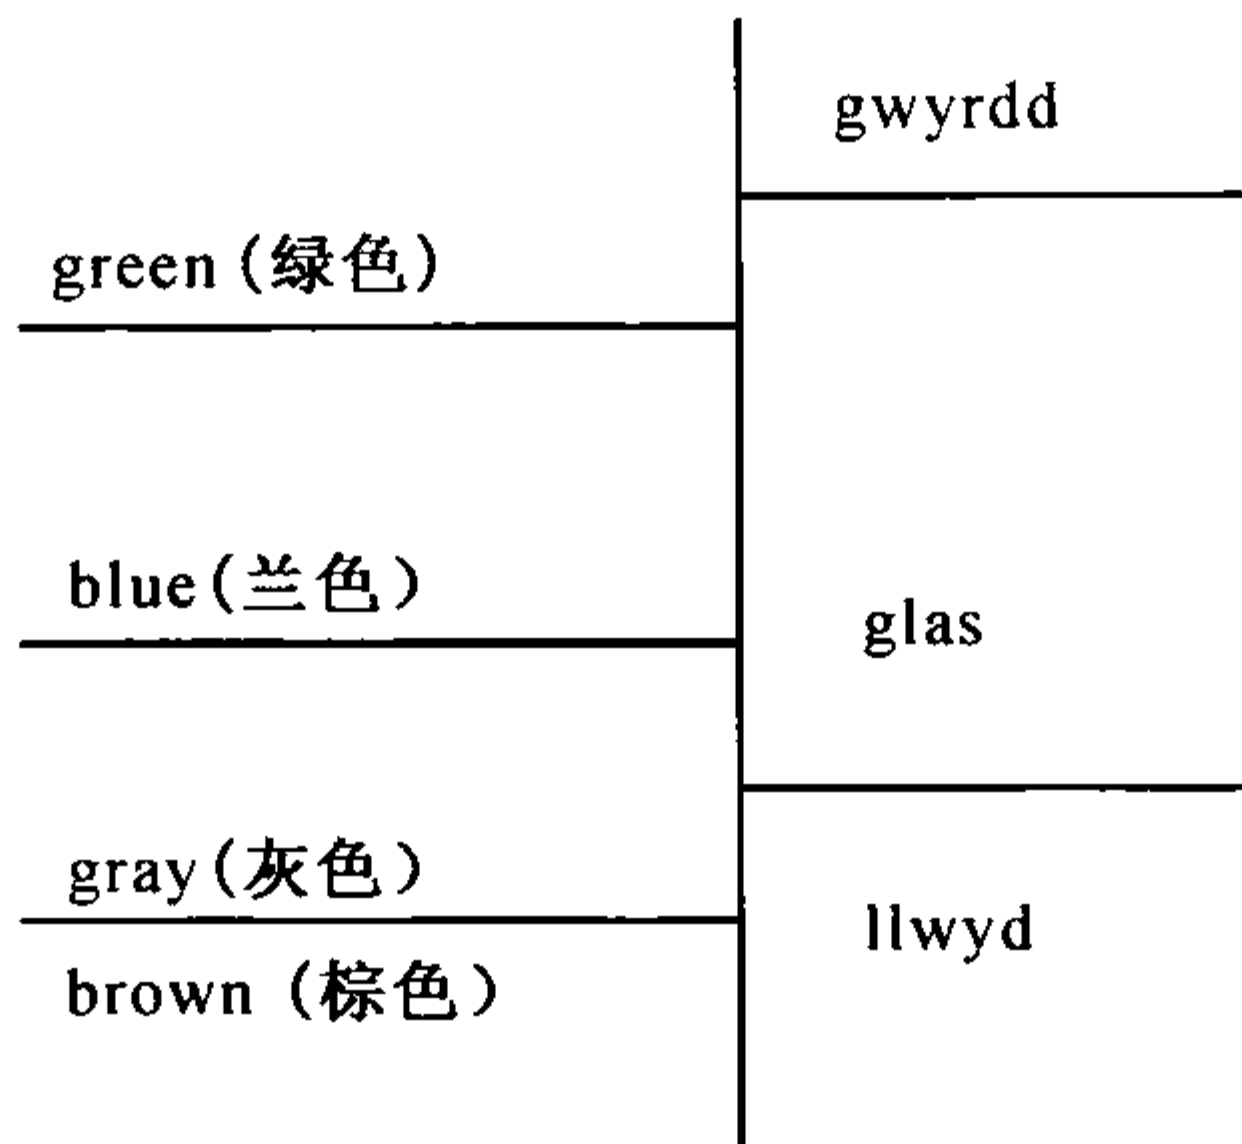 gwyrdd
green (绿色)
blue (兰色)
glas
gray (灰色)
llwyd
brown (棕色)